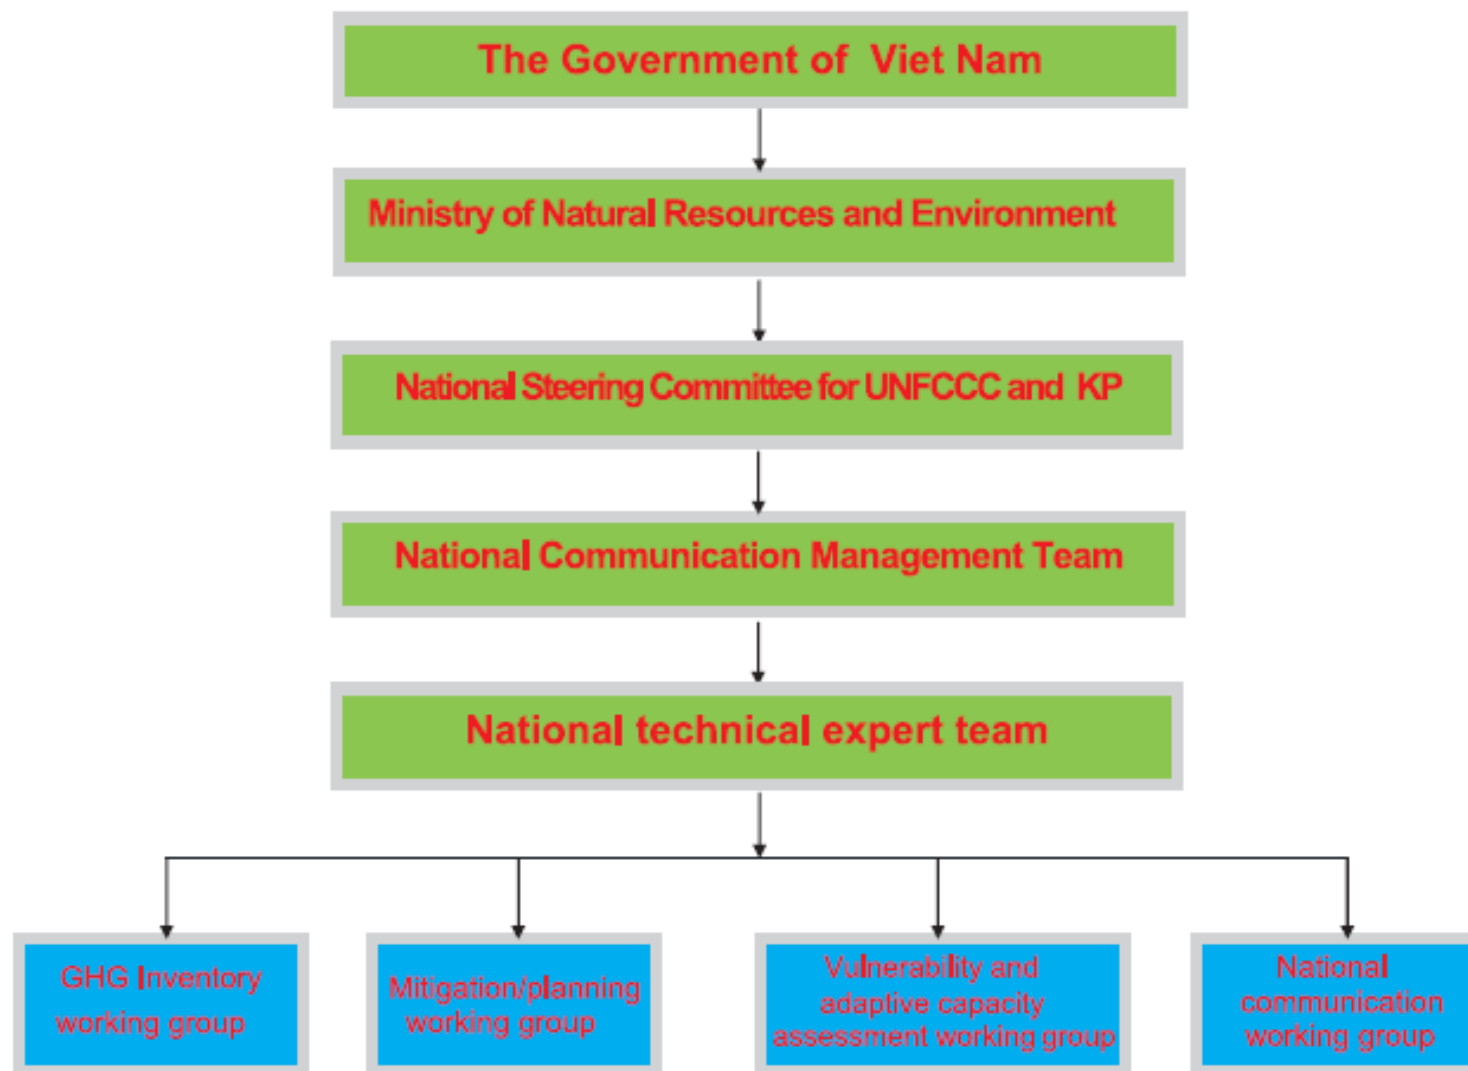 The Government of Viet Nam
Ministry of Natural Resources and Environment
National Steering Committee for UNFCCC and KP
National Communication Management Team
National technical expert team
GHG Inventory
working group
Mitigation/planning
working group
Vulnerability and
adaptive capacity
assessment working group
National
communication
working group